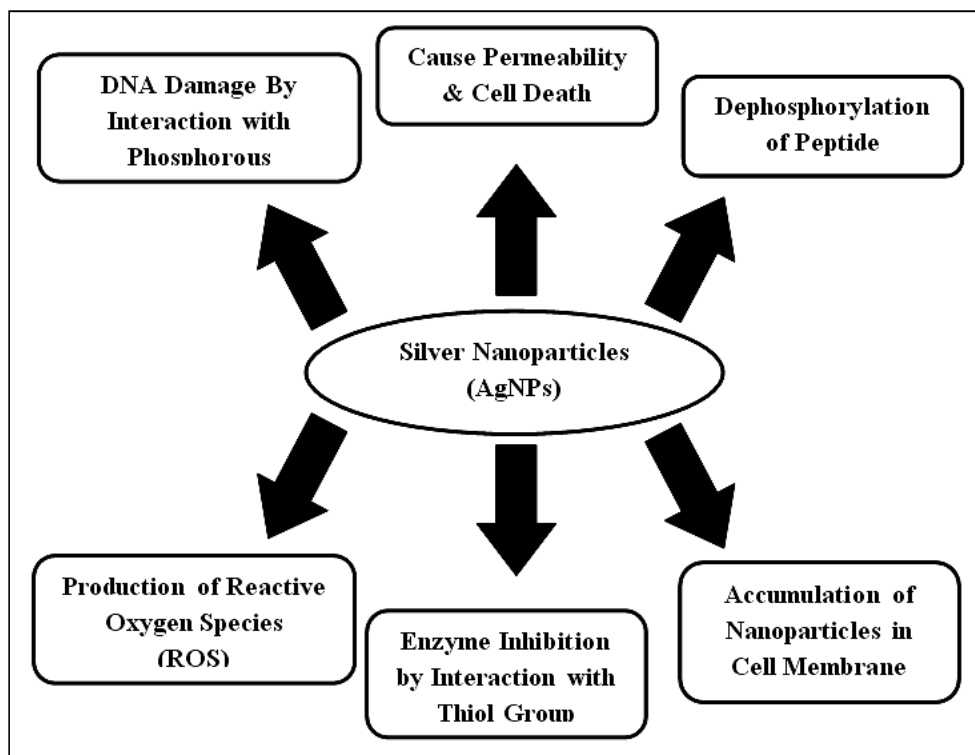 DNA Damage By
Interaction with
Phosphorous
Cause Permeability
& Cell Death
Dephosphorylation
of Peptide
Silver Nanoparticles
(AgNPs)
Production of Reactive
Oxygen Species
(ROS)
Enzyme Inhibition
by Interaction with
Thiol Group
Accumulation of
Nanoparticles in
Cell Membrane